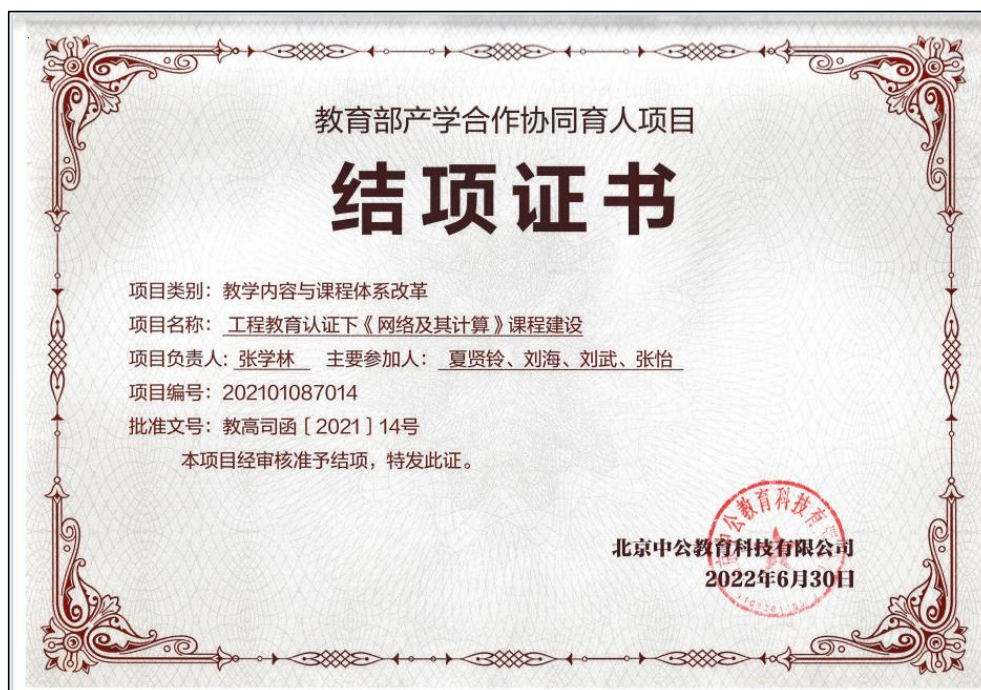 教育部产学合作协同育人项目
结项证书
项目类别：教学内容与课程体系改革
项目名称：工程教育认证下《网络及其计算》课程建设
项目负责人：张学林 主要参加人：夏贤铃、刘海、刘武、张怡
项目编号：202101087014
批准文号：教高司函［2021］14号
本项目经审核准予结项，特发此证。
北京中公教育科技有限公司
2022年6月30日